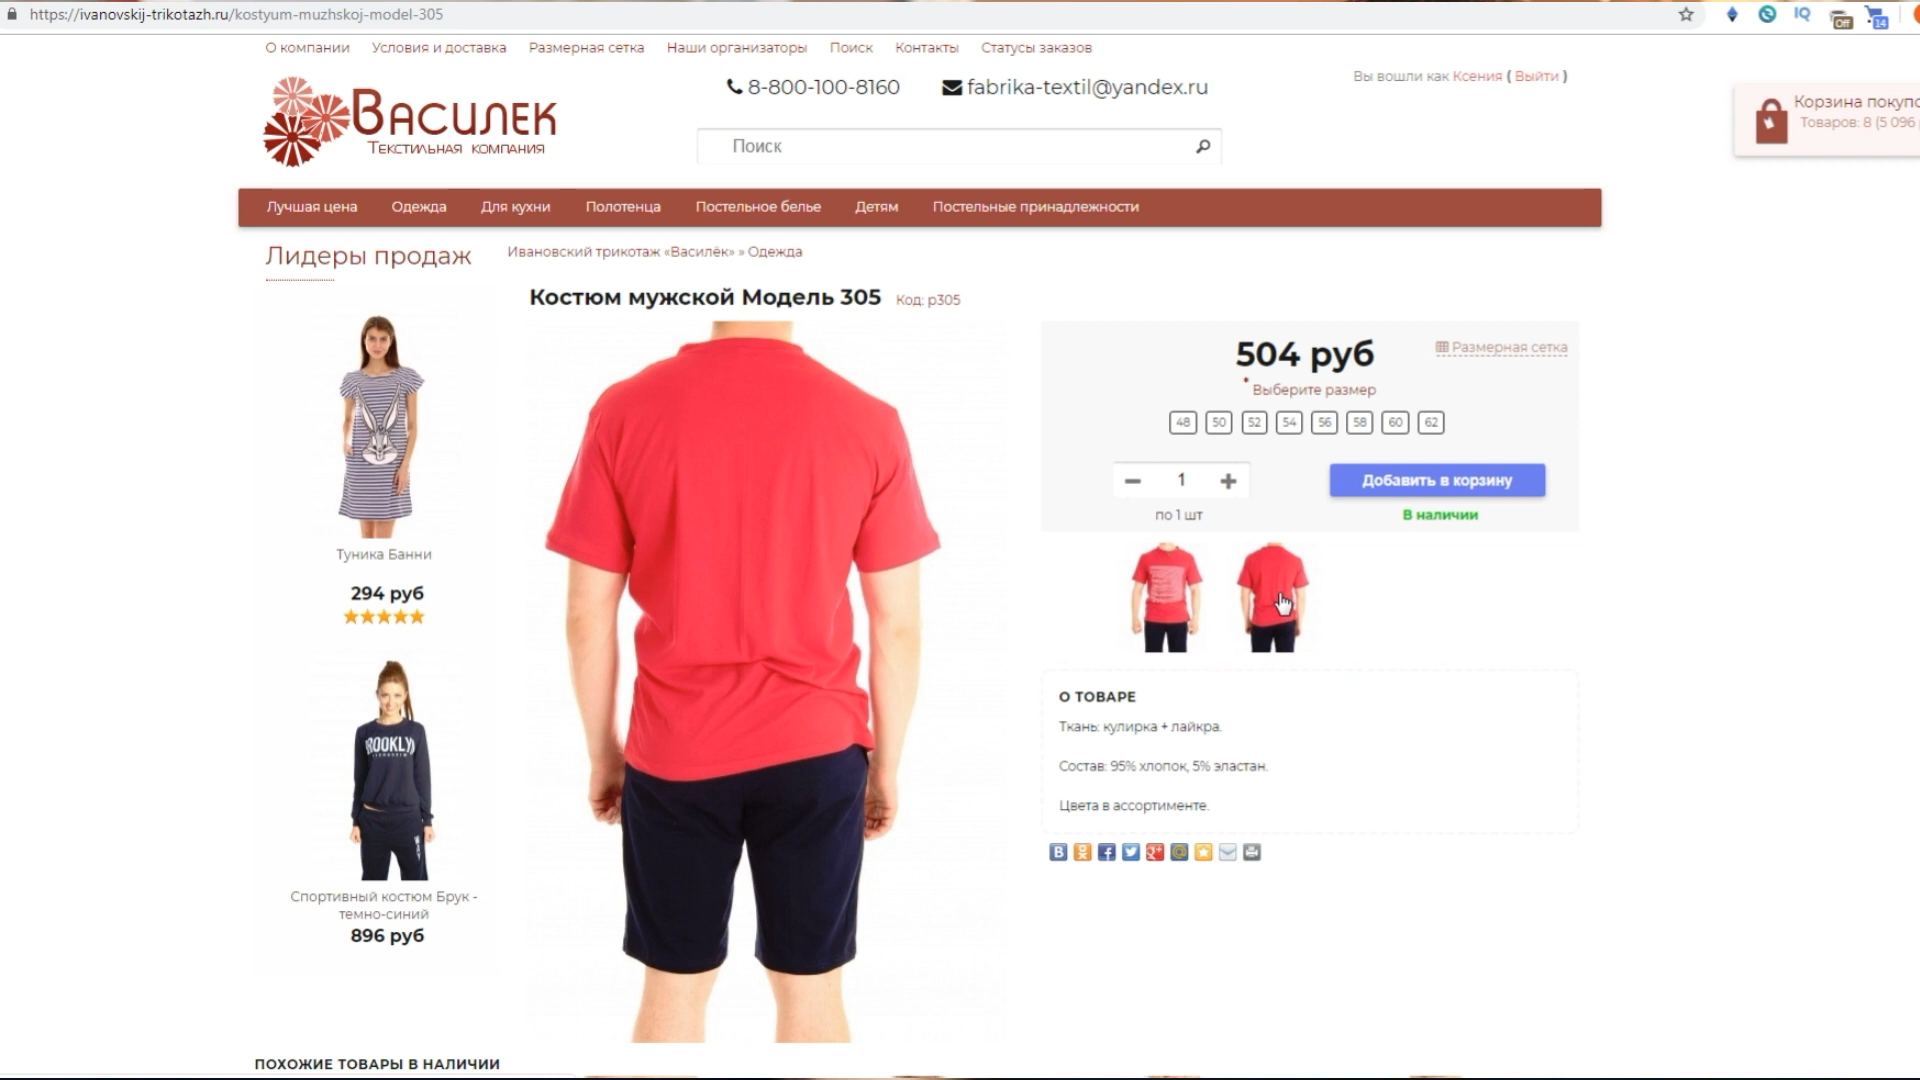 https://ivanovskij-trikotazh.ru/kostyum-muzhskoj-model-305
IQ
Off
14
О компании Условия и доставка Размерная сетка Наши организаторы Поиск Контакты Статусы заказов
Вы вошли как Ксения ( Выйти )
8-800-100-8160 fabrika-textil@yandex.ru
Василек
Текстильная компания
Поиск
Корзина
Товаров: 8 (5 096
Лучшая цена Одежда Для кухни Полотенца Постельное белье Детям Постельные принадлежности
Лидеры продаж
Ивановский трикотаж «Василёк» » Одежда
Костюм мужской Модель 305 Код: p305
504 руб
Размерная сетка
* Выберите размер
48 50 52 54 56 58 60 62
1
Добавить в корзину
по 1 шт
В наличии
Туника Банни
294 руб
О ТОВАРЕ
Ткань: кулирка + лайкра.
Состав: 95% хлопок, 5% эластан.
Цвета в ассортименте.
Спортивный костюм Брук -
темно-синий
896 руб
ПОХОЖИЕ ТОВАРЫ В НАЛИЧИИ